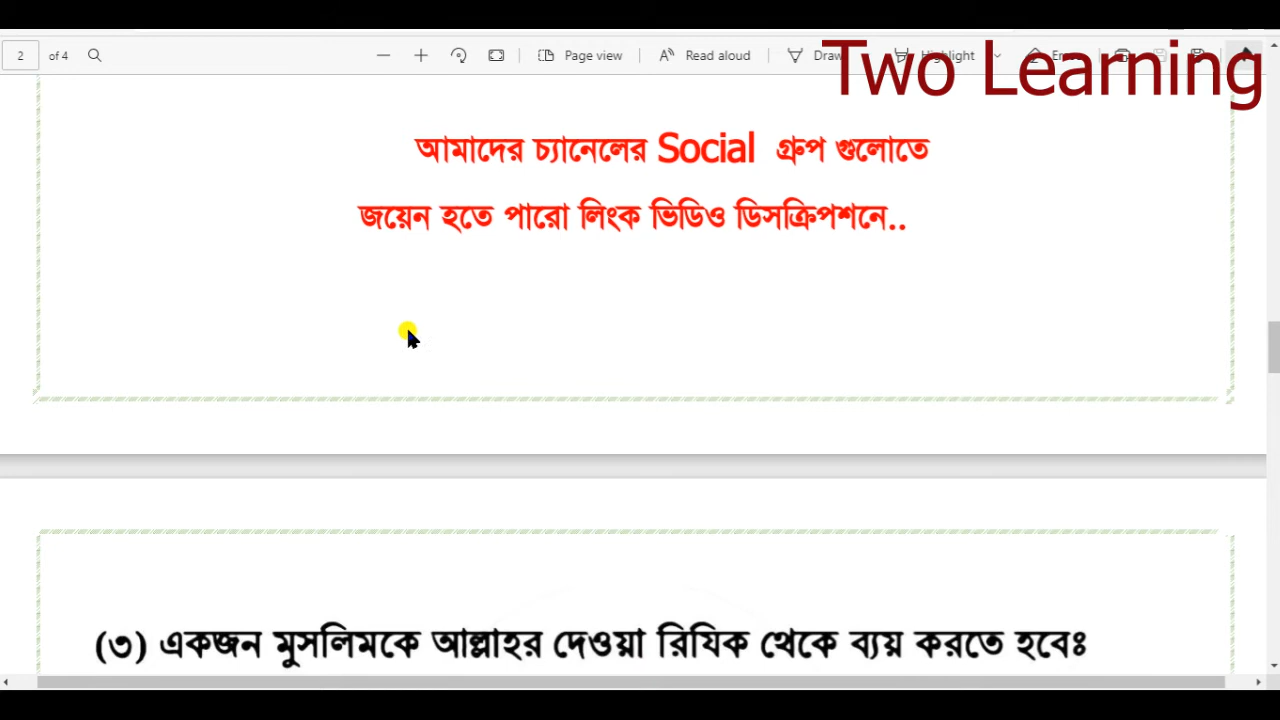 2 of 4 Page view Read aloud Draw Highlight
Two Learning
আমাদের চ্যানেলের Social গ্রুপ গুলোতে
জয়েন হতে পারো লিংক ভিডিও ডিসক্রিপশনে..
(৩) একজন মুসলিমকে আল্লাহর দেওয়া রিযিক থেকে ব্যয় করতে হবেঃ